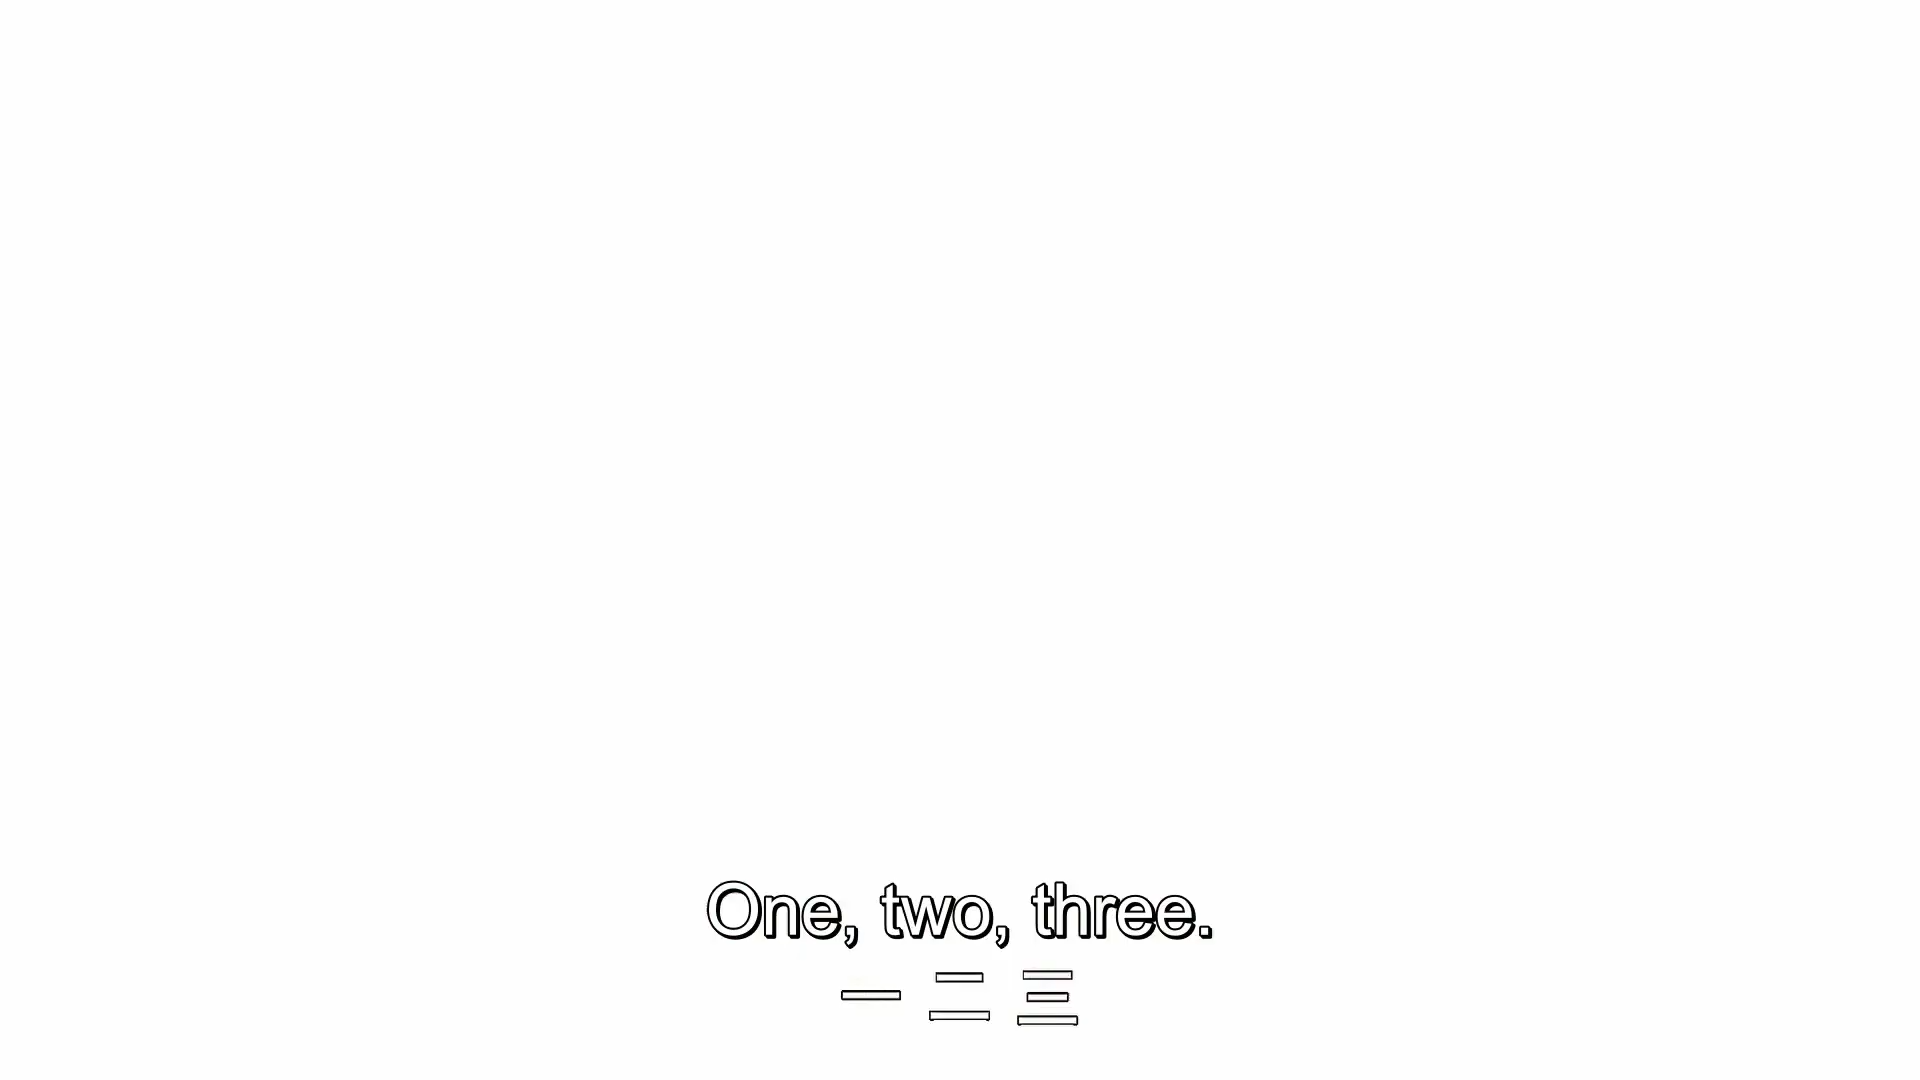 One, two, three.
一 二 三